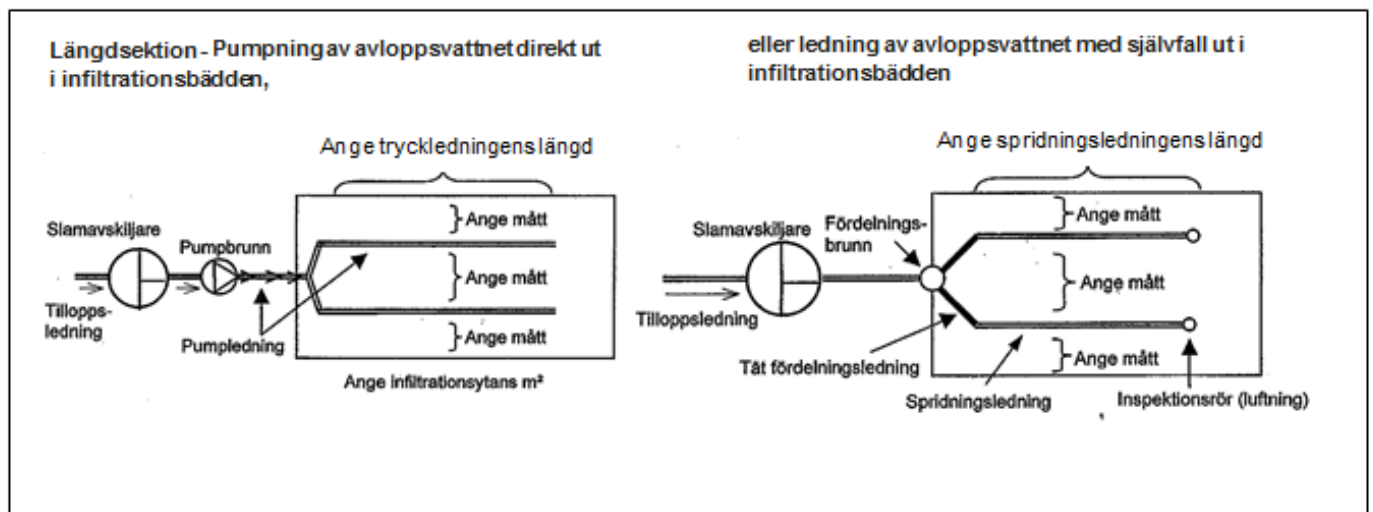 Längdsektion - Pumpning av avloppsvattnet direkt ut
i infiltrationsbädden,
Ange tryckledningens längd
Slamavskiljare
Pumpbrunn
Ange mått
Ange mått
Ange mått
Tillopps-
ledning
Pumpledning
Ange infiltrationsytans m²
eller ledning av avloppsvattnet med självfall ut i
infiltrationsbädden
Ange spridningsledningens längd
Slamavskiljare
Fördelnings-
brunn
Ange mått
Ange mått
Ange mått
Tilloppsledning
Tät fördelningsledning
Spridningsledning
Inspektionsrör (luftning)